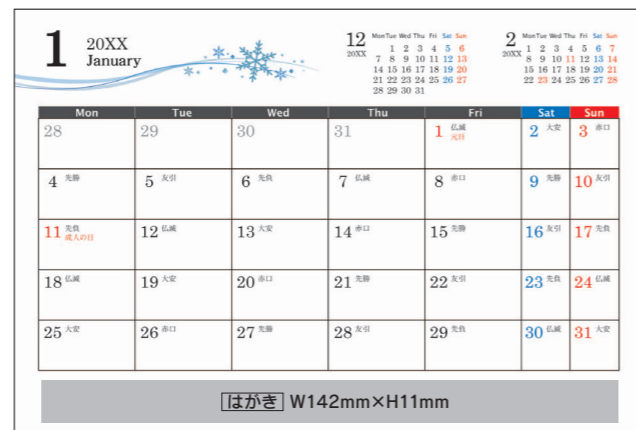 1 20XX
January
12
20XX
Mon Tue Wed Thu Fri Sat Sun
1 2 3 4 5 6
7 8 9 10 11 12 13
14 15 16 17 18 19 20
21 22 23 24 25 26 27
28 29 30 31
2
20XX
Mon Tue Wed Thu Fri Sat Sun
1 2 3 4 5 6 7
8 9 10 11 12 13 14
15 16 17 18 19 20 21
22 23 24 25 26 27 28
Mon Tue Wed Thu Fri Sat Sun
28 29 30 31 1 仏滅 2 大安 3 赤口
元日
4 先勝 5 友引 6 先負 7 仏滅 8 赤口 9 先勝 10 友引
11 先負 12 仏滅 13 大安 14 赤口 15 先勝 16 友引 17 先負
成人の日
18 仏滅 19 大安 20 赤口 21 先勝 22 友引 23 先負 24 仏滅
25 大安 26 赤口 27 先勝 28 友引 29 先負 30 仏滅 31 大安
はがき W142mm×H11mm